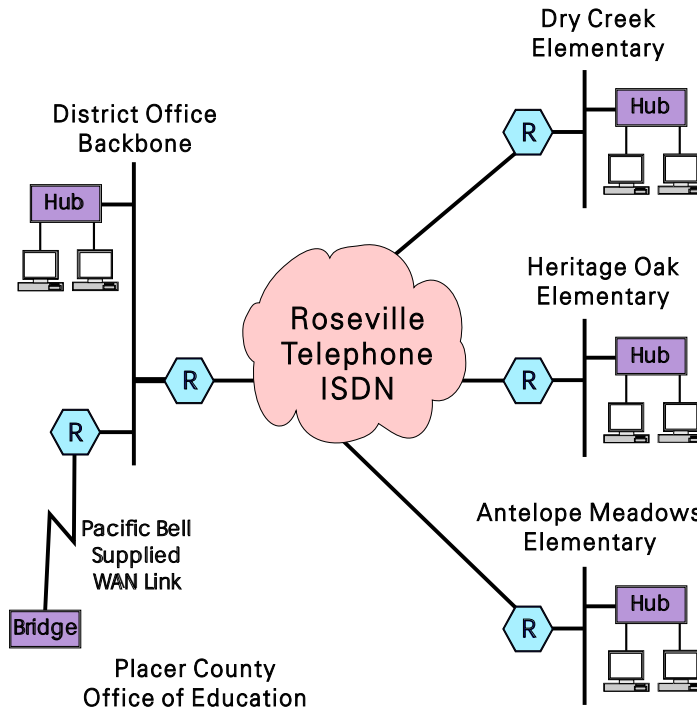 Dry Creek
Elementary
R
Hub
District Office
Backbone
Hub
Heritage Oak
Elementary
Roseville
Telephone
ISDN
R
R
Hub
R
Pacific Bell
Supplied
WAN Link
Bridge
Antelope Meadows
Elementary
R
Hub
Placer County
Office of Education